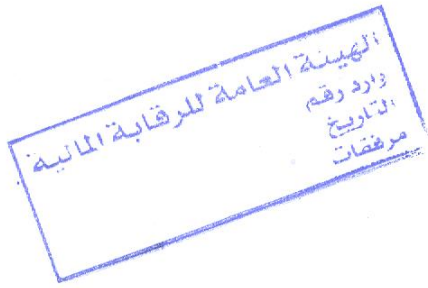 الهيئة العامة للرقابة المالية
وارد رقم
التاريخ
مرفقات